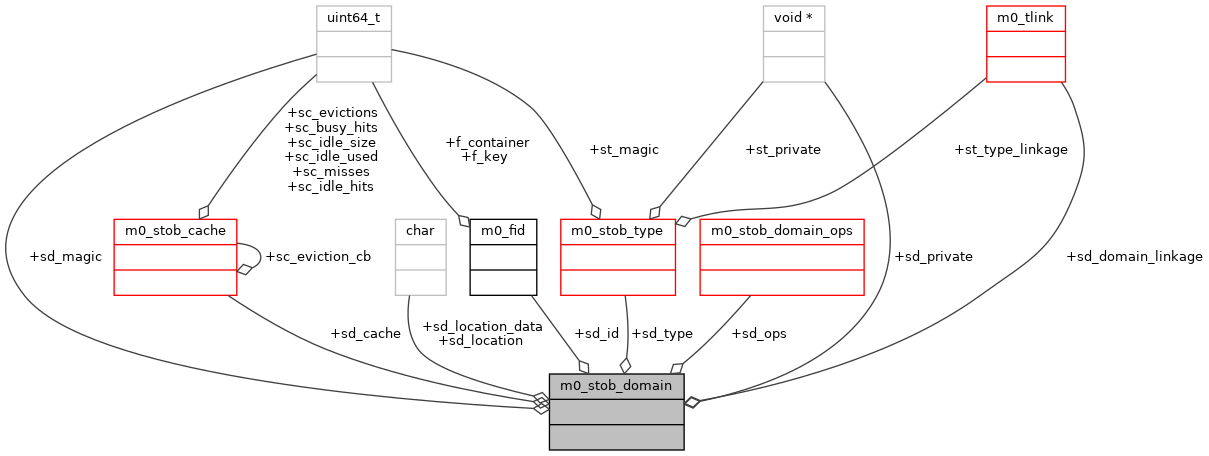 uint64_t
void *
m0_tlink
+sc_evictions
+sc_busy_hits
+sc_idle_size
+sc_idle_used
+sc_misses
+sc_idle_hits
+f_container
+f_key
+st_magic
+st_private
+st_type_linkage
m0_stob_cache
char
m0_fid
m0_stob_type
m0_stob_domain_ops
+sd_magic
+sc_eviction_cb
+sd_private
+sd_domain_linkage
+sd_cache
+sd_location_data
+sd_location
+sd_id
+sd_type
+sd_ops
m0_stob_domain